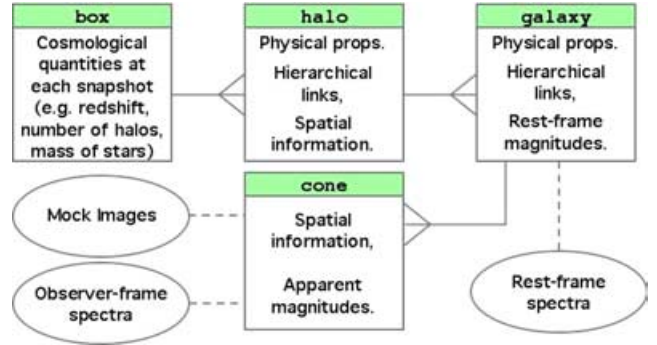 box
Cosmological
quantities at
each snapshot
(e.g. redshift,
number of halos,
mass of stars)
halo
Physical props.
Hierarchical
links,
Spatial
information.
galaxy
Physical props.
Hierarchical
links,
Rest-frame
magnitudes.
cone
Spatial
information,
Apparent
magnitudes.
Mock Images
Observer-frame
spectra
Rest-frame
spectra